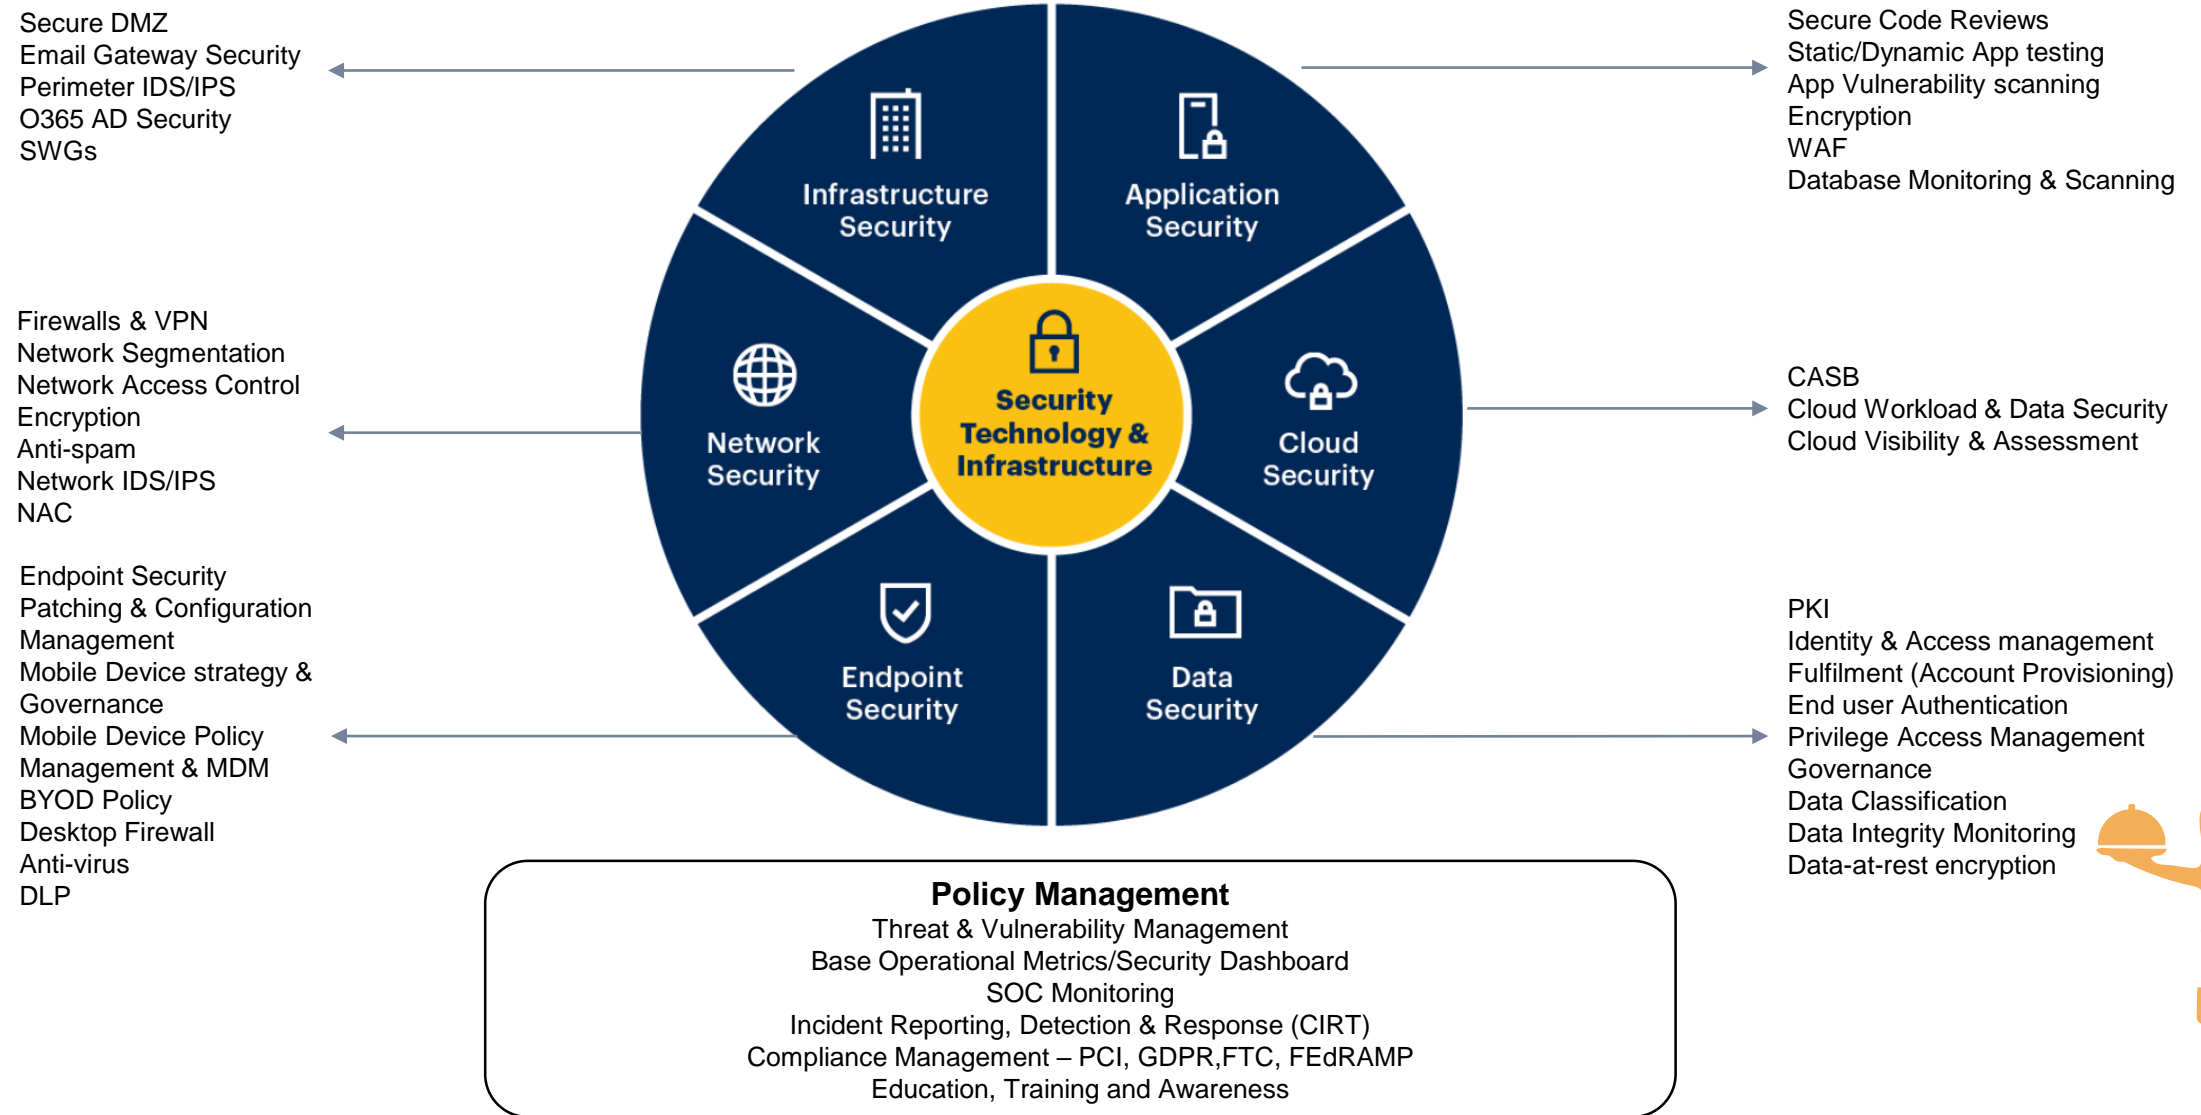 Secure DMZ
Email Gateway Security
Perimeter IDS/IPS
O365 AD Security
SWGs
Firewalls & VPN
Network Segmentation
Network Access Control
Encryption
Anti-spam
Network IDS/IPS
NAC
Endpoint Security
Patching & Configuration
Management
Mobile Device strategy &
Governance
Mobile Device Policy
Management & MDM
BYOD Policy
Desktop Firewall
Anti-virus
DLP
Infrastructure
Security
Application
Security
Network
Security
Security
Technology &
Infrastructure
Cloud
Security
Endpoint
Security
Data
Security
Secure Code Reviews
Static/Dynamic App testing
App Vulnerability scanning
Encryption
WAF
Database Monitoring & Scanning
CASB
Cloud Workload & Data Security
Cloud Visibility & Assessment
PKI
Identity & Access management
Fulfilment (Account Provisioning)
End user Authentication
Privilege Access Management
Governance
Data Classification
Data Integrity Monitoring
Data-at-rest encryption
Policy Management
Threat & Vulnerability Management
Base Operational Metrics/Security Dashboard
SOC Monitoring
Incident Reporting, Detection & Response (CIRT)
Compliance Management – PCI, GDPR,FTC, FEdRAMP
Education, Training and Awareness